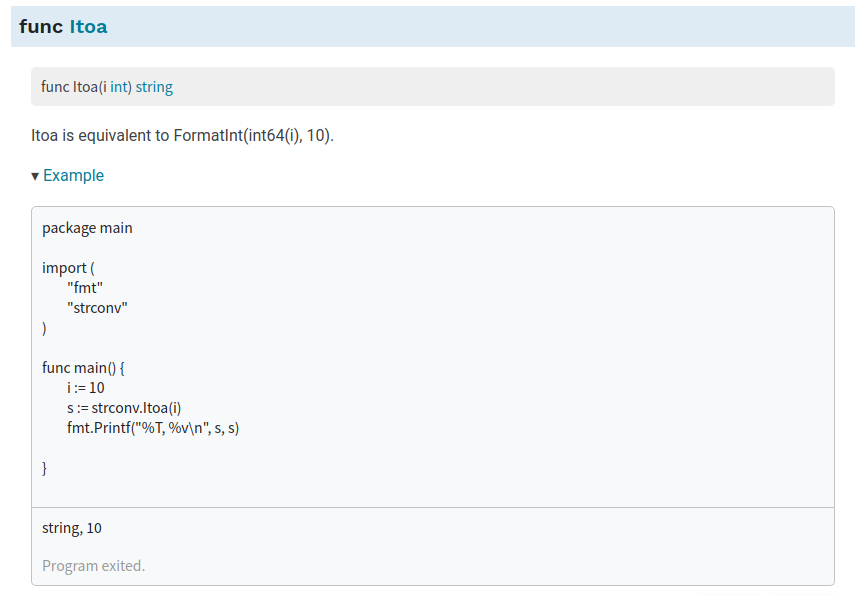 func Itoa
func Itoa(i int) string
Itoa is equivalent to FormatInt(int64(i), 10).
▾ Example
package main
import (
"fmt"
"strconv"
)
func main() {
i := 10
s := strconv.Itoa(i)
fmt.Printf("%T, %v\n", s, s)
}
string, 10
Program exited.